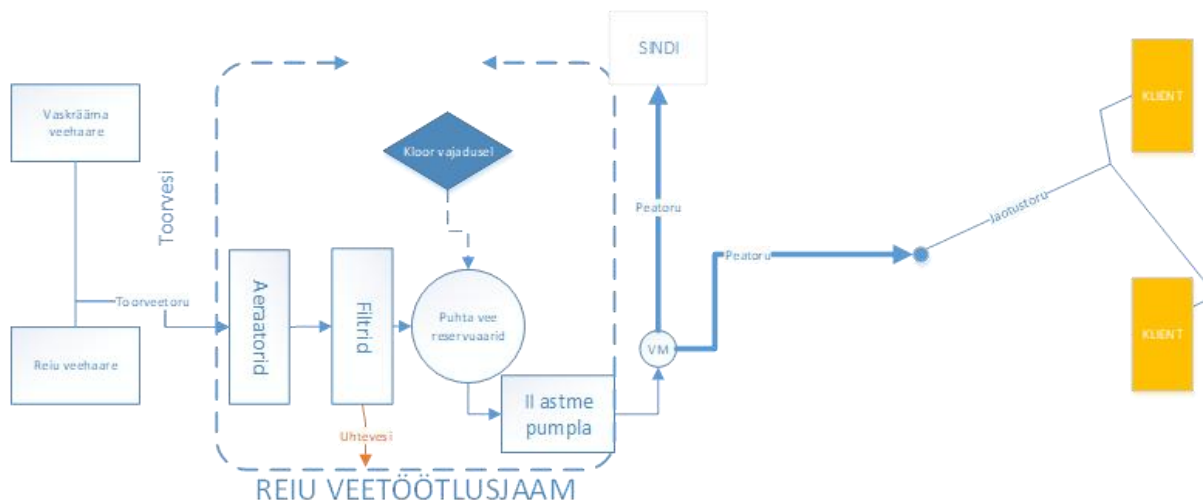 SINDI
KLIENT
Vaskrääma
veehaare
Kloor vajadusel
Toorvesi
Peatoru
Jaotustoru
Peatoru
Aeraatorid
Filtrid
Toorveetoru
Puhta vee
reservuaarid
KLIENT
Reiu veehaare
VM
II astme
pumpla
Uhtevesi
REIU VEETÖÖTLUSJAAM